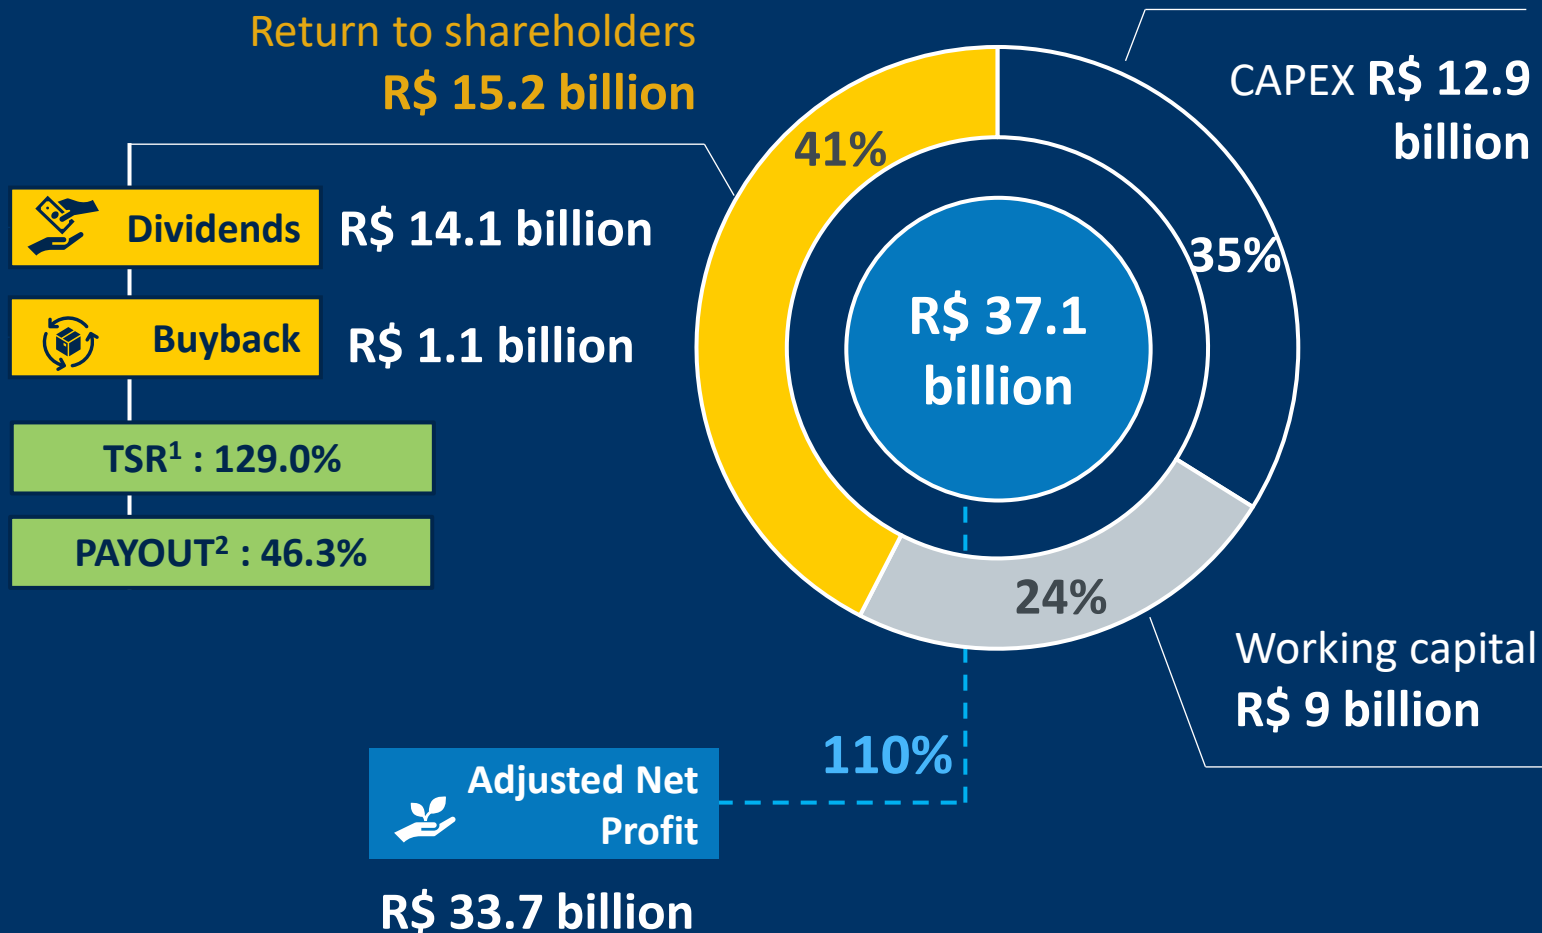 Return to shareholders
R$ 15.2 billion
Dividends
R$ 14.1 billion
Buyback
R$ 1.1 billion
TSR¹ : 129.0%
PAYOUT² : 46.3%
41%
35%
24%
R$ 37.1
billion
CAPEX R$ 12.9
billion
Working capital
R$ 9 billion
110%
Adjusted Net
Profit
R$ 33.7 billion